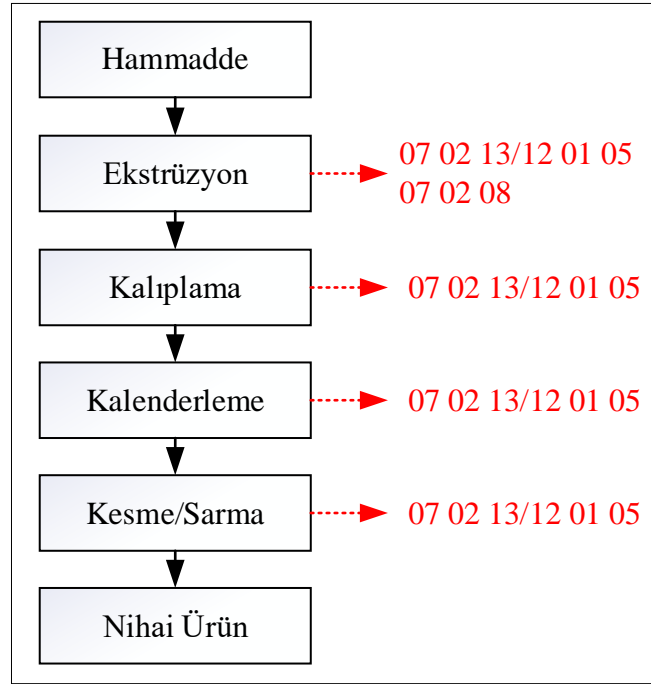 Hammadde
Ekstrüzyon
07 02 13/12 01 05
07 02 08
Kalıplama
07 02 13/12 01 05
Kalenderleme
07 02 13/12 01 05
Kesme/Sarma
07 02 13/12 01 05
Nihai Ürün